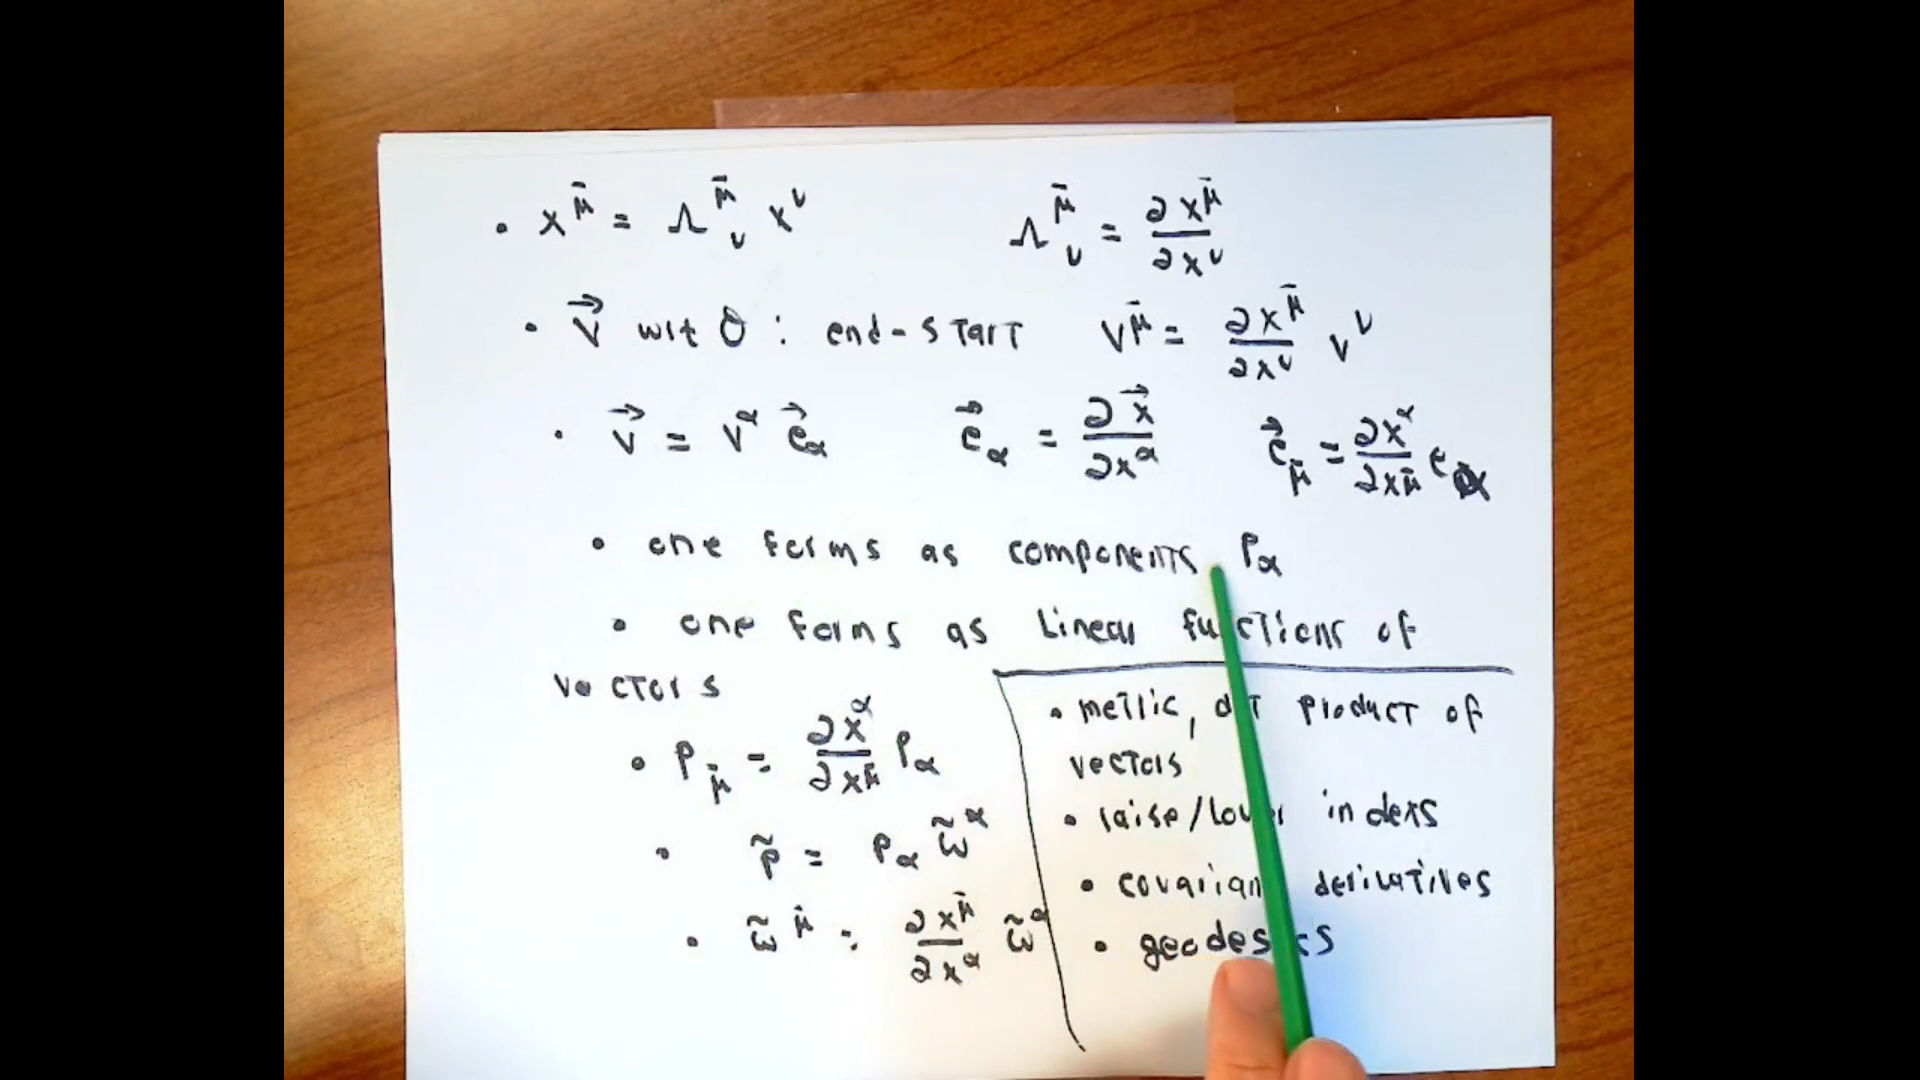 • x^μ̄ = Λ^μ̄_ν x^ν Λ^μ̄_ν = ∂x^μ̄/∂x^ν
• V⃗ wrt O : end-start V^μ̄ = ∂x^μ̄/∂x^ν V^ν
• V⃗ = V^α e⃗_α e⃗_α = ∂x⃗/∂x^α e⃗_μ̄ = ∂x^α/∂x^μ̄ e_α
• one forms as components P_α
• one forms as linear functions of
vectors
• P_μ̄ = ∂x^α/∂x^μ̄ P_α
• p̃ = P_α ω̃^α
• ω̃^μ̄ = ∂x^μ̄/∂x^α ω̃^α
• metric, dot product of
vectors
• raise/lower indexs
• covariant derivatives
• geodesics